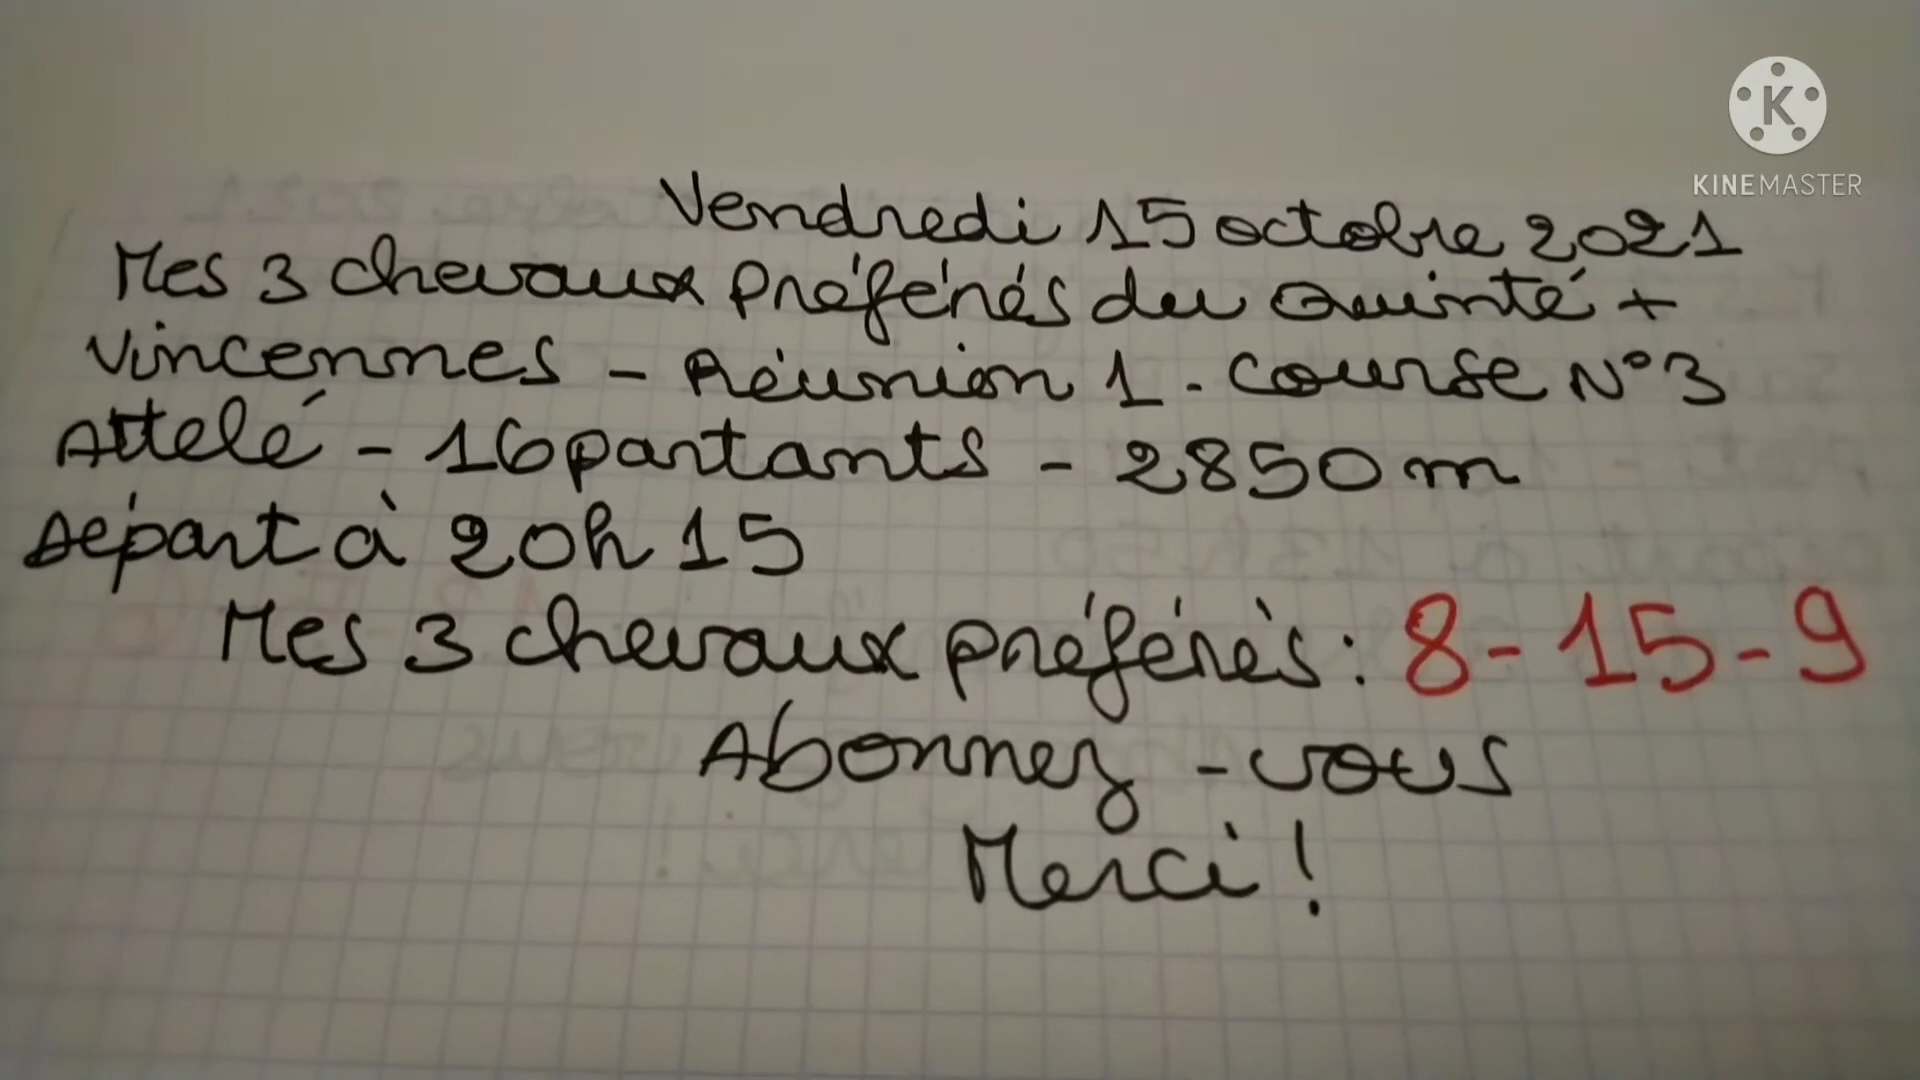 K
KINEMASTER
Vendredi 15 octobre 2021
Mes 3 chevaux préférés du Quinté +
Vincennes - Réunion 1 - Course N°3
Attelé - 16 partants - 2850 m
Départ à 20h15
Mes 3 chevaux préférés : 8 - 15 - 9
Abonnez-vous
Merci !